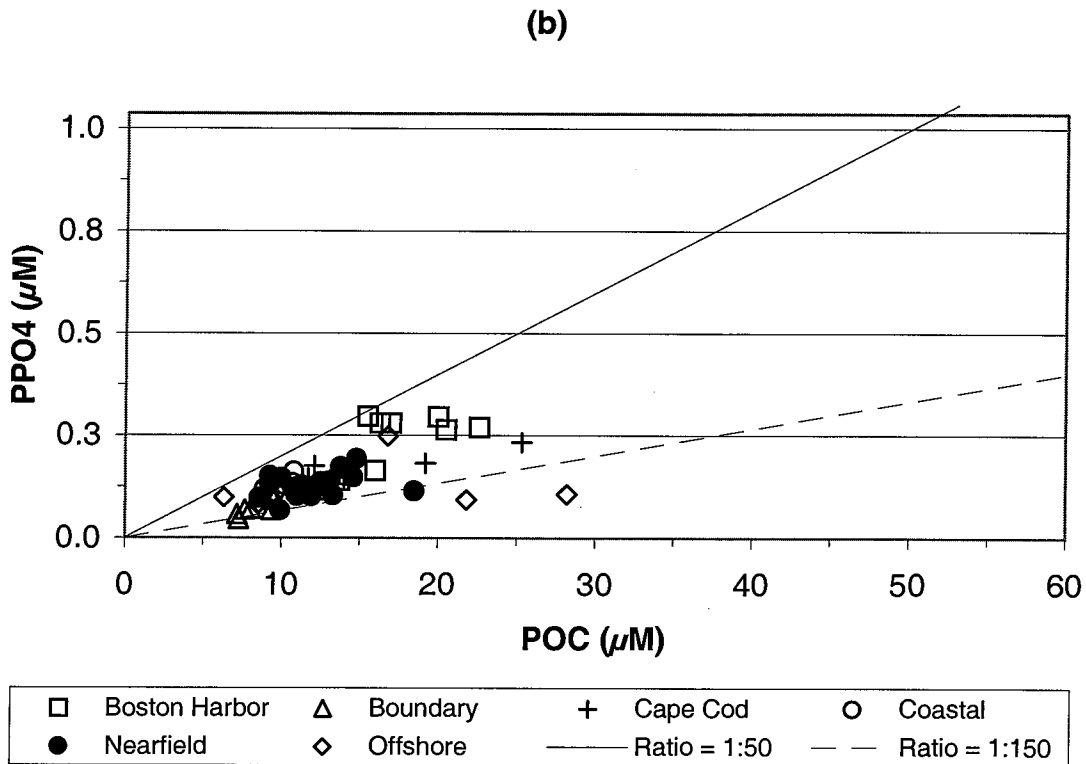 (b)
1.0
0.8
0.5
0.3
0.0
PPO4 (µM)
0 10 20 30 40 50 60
POC (µM)
Boston Harbor Boundary Cape Cod Coastal
Nearfield Offshore Ratio = 1:50 Ratio = 1:150